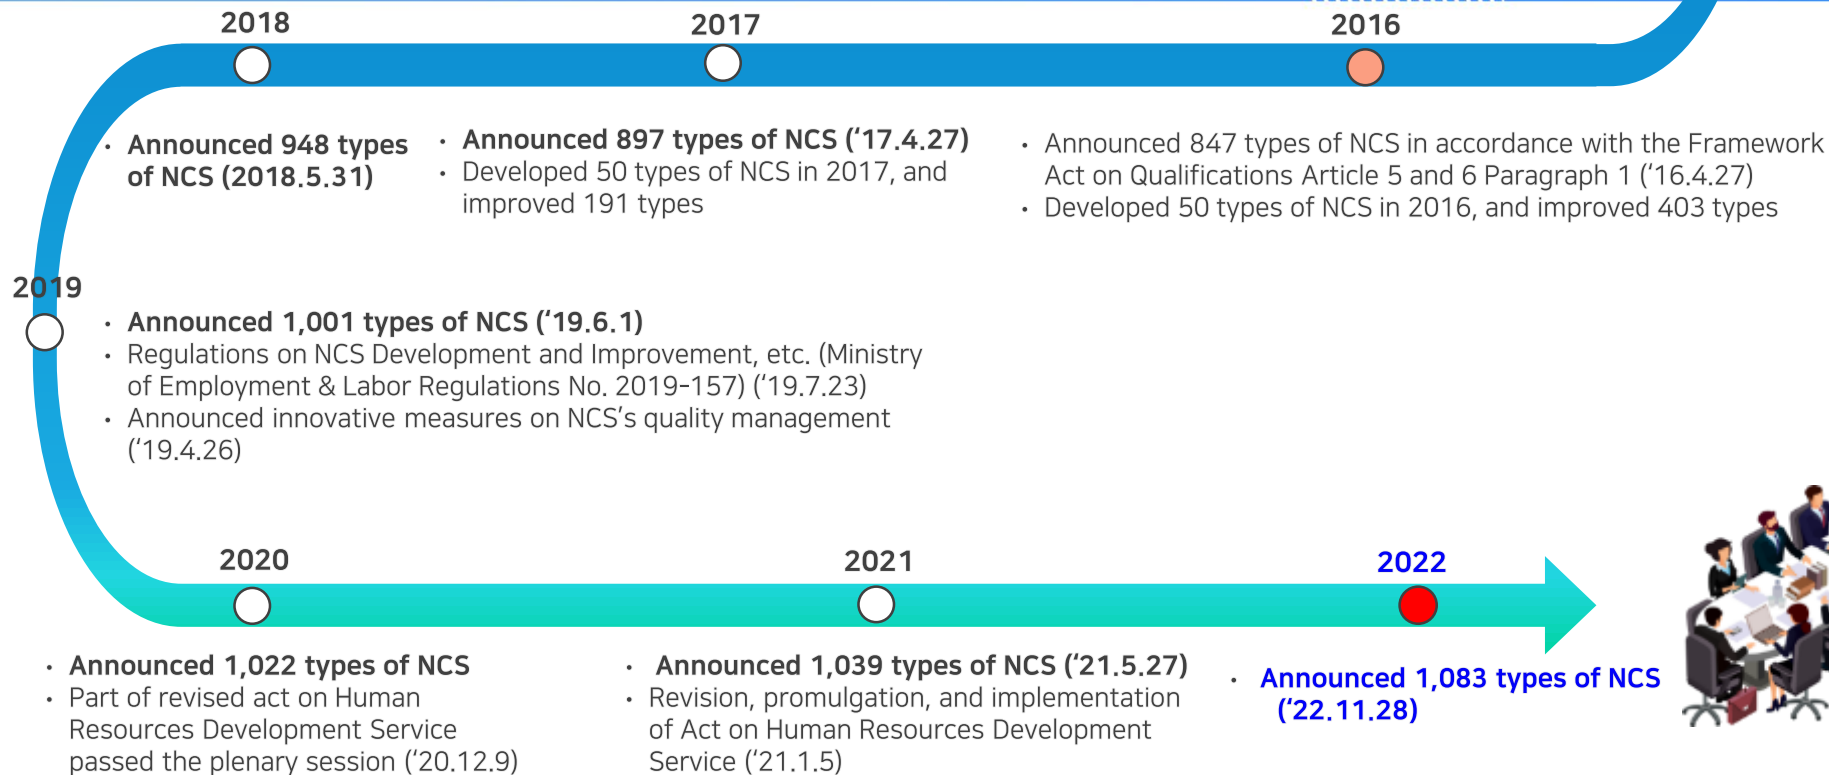 2018
2017
2016
• Announced 948 types
of NCS (2018.5.31)
• Announced 897 types of NCS (‘17.4.27)
• Developed 50 types of NCS in 2017, and
improved 191 types
• Announced 847 types of NCS in accordance with the Framework
Act on Qualifications Article 5 and 6 Paragraph 1 (‘16.4.27)
• Developed 50 types of NCS in 2016, and improved 403 types
2019
• Announced 1,001 types of NCS (‘19.6.1)
• Regulations on NCS Development and Improvement, etc. (Ministry
of Employment & Labor Regulations No. 2019-157) (‘19.7.23)
• Announced innovative measures on NCS’s quality management
(‘19.4.26)
2020
2021
2022
• Announced 1,022 types of NCS
• Part of revised act on Human
Resources Development Service
passed the plenary session (‘20.12.9)
• Announced 1,039 types of NCS (‘21.5.27)
• Revision, promulgation, and implementation
of Act on Human Resources Development
Service (‘21.1.5)
• Announced 1,083 types of NCS
(‘22.11.28)